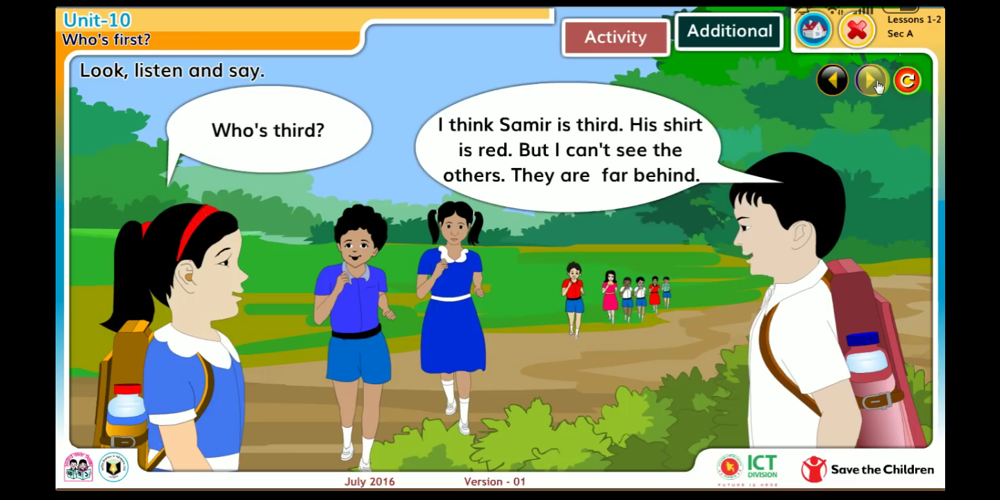 Unit-10
Who's first?
Activity
Additional
Lessons 1-2
Sec A
Look, listen and say.
Who's third?
I think Samir is third. His shirt
is red. But I can't see the
others. They are far behind.
July 2016
Version - 01
ICT
DIVISION
FUTURE IS HERE
Save the Children